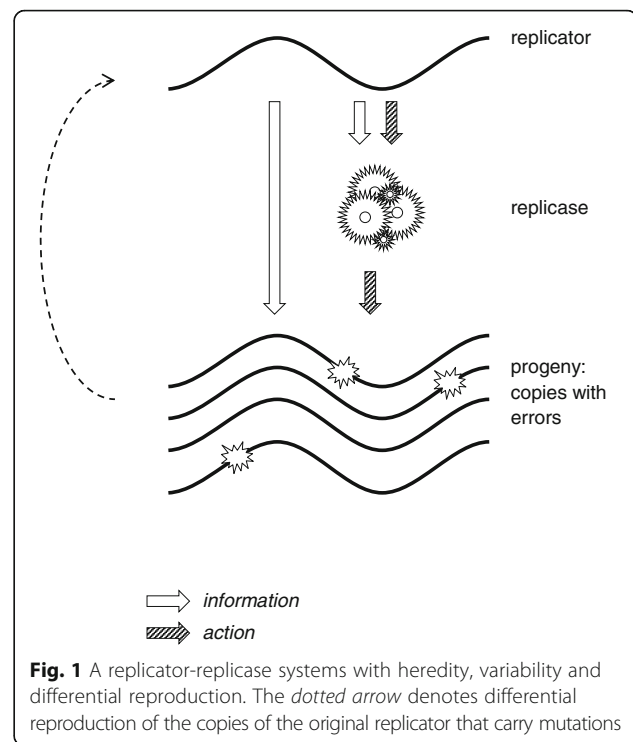 replicator
replicase
progeny:
copies with
errors
information
action
Fig. 1 A replicator-replicase systems with heredity, variability and
differential reproduction. The dotted arrow denotes differential
reproduction of the copies of the original replicator that carry mutations